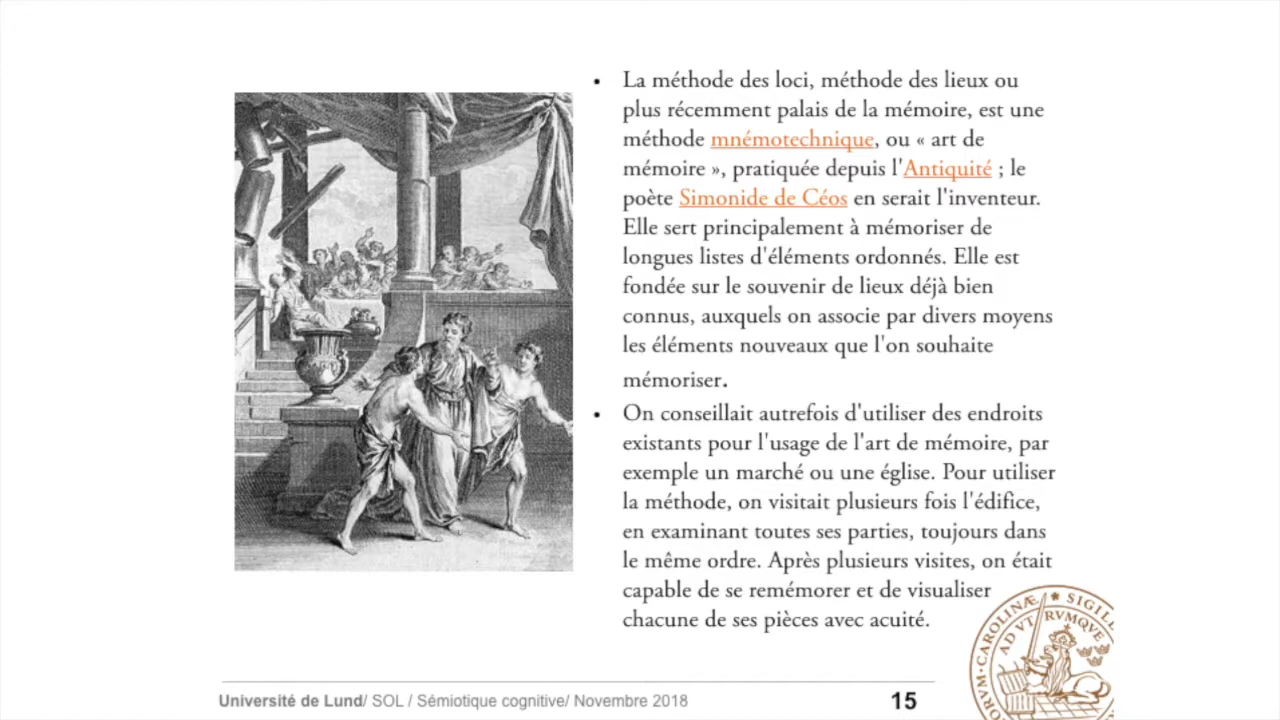 • La méthode des loci, méthode des lieux ou
plus récemment palais de la mémoire, est une
méthode mnémotechnique, ou « art de
mémoire », pratiquée depuis l'Antiquité ; le
poète Simonide de Céos en serait l'inventeur.
Elle sert principalement à mémoriser de
longues listes d'éléments ordonnés. Elle est
fondée sur le souvenir de lieux déjà bien
connus, auxquels on associe par divers moyens
les éléments nouveaux que l'on souhaite
mémoriser.
• On conseillait autrefois d'utiliser des endroits
existants pour l'usage de l'art de mémoire, par
exemple un marché ou une église. Pour utiliser
la méthode, on visitait plusieurs fois l'édifice,
en examinant toutes ses parties, toujours dans
le même ordre. Après plusieurs visites, on était
capable de se remémorer et de visualiser
chacune de ses pièces avec acuité.
Université de Lund/ SOL / Sémiotique cognitive/ Novembre 2018
15
ORVM · CAROLINÆ * SIGILL
AD VTRVMQVE